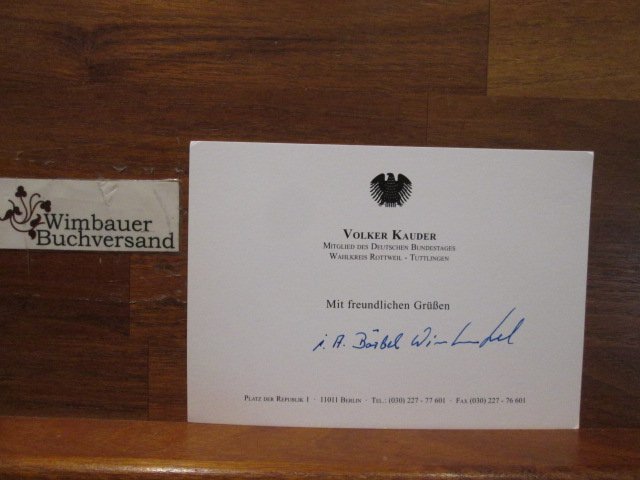 Wimbauer
Buchversand
VOLKER KAUDER
MITGLIED DES DEUTSCHEN BUNDESTAGES
WAHLKREIS ROTTWEIL - TUTTLINGEN
Mit freundlichen Grüßen
i. A. Bärbel
PLATZ DER REPUBLIK 1 · 11011 BERLIN · TEL.: (030) 227 - 77 601 · FAX (030) 227 - 76 601